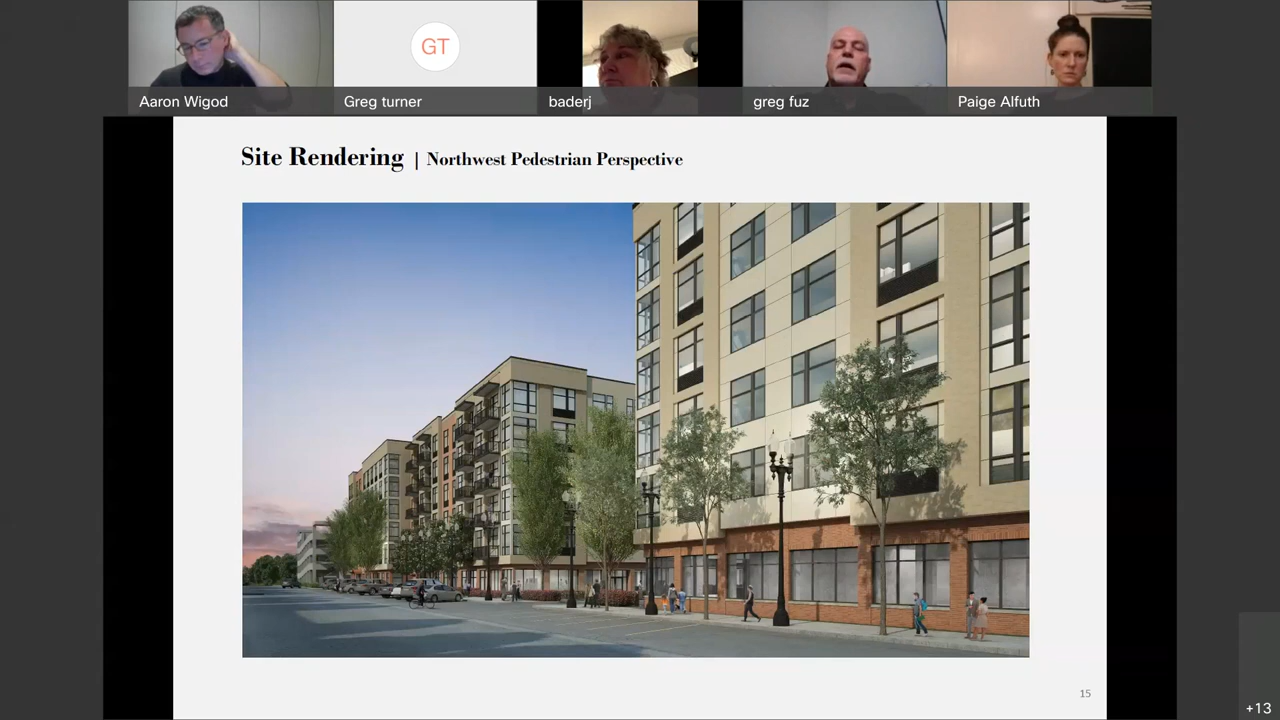 GT
Aaron Wigod
Greg turner
baderj
greg fuz
Paige Alfuth
Site Rendering | Northwest Pedestrian Perspective
15
+13